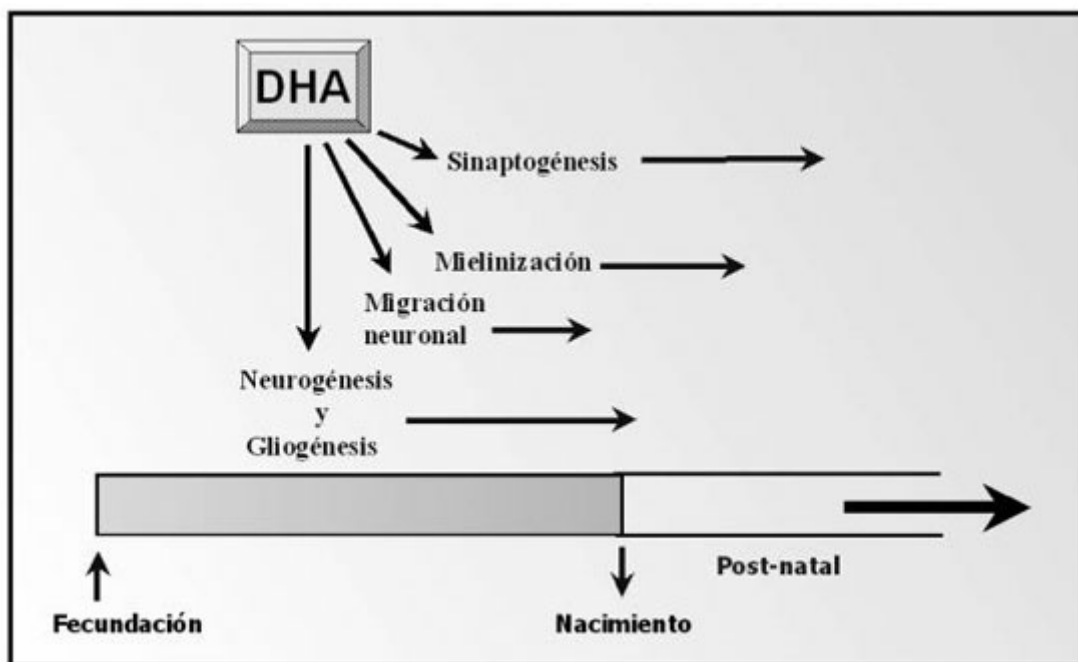 DHA
Sinaptogénesis
Mielinización
Migración
neuronal
Neurogénesis
y
Gliogénesis
Post-natal
Fecundación
Nacimiento